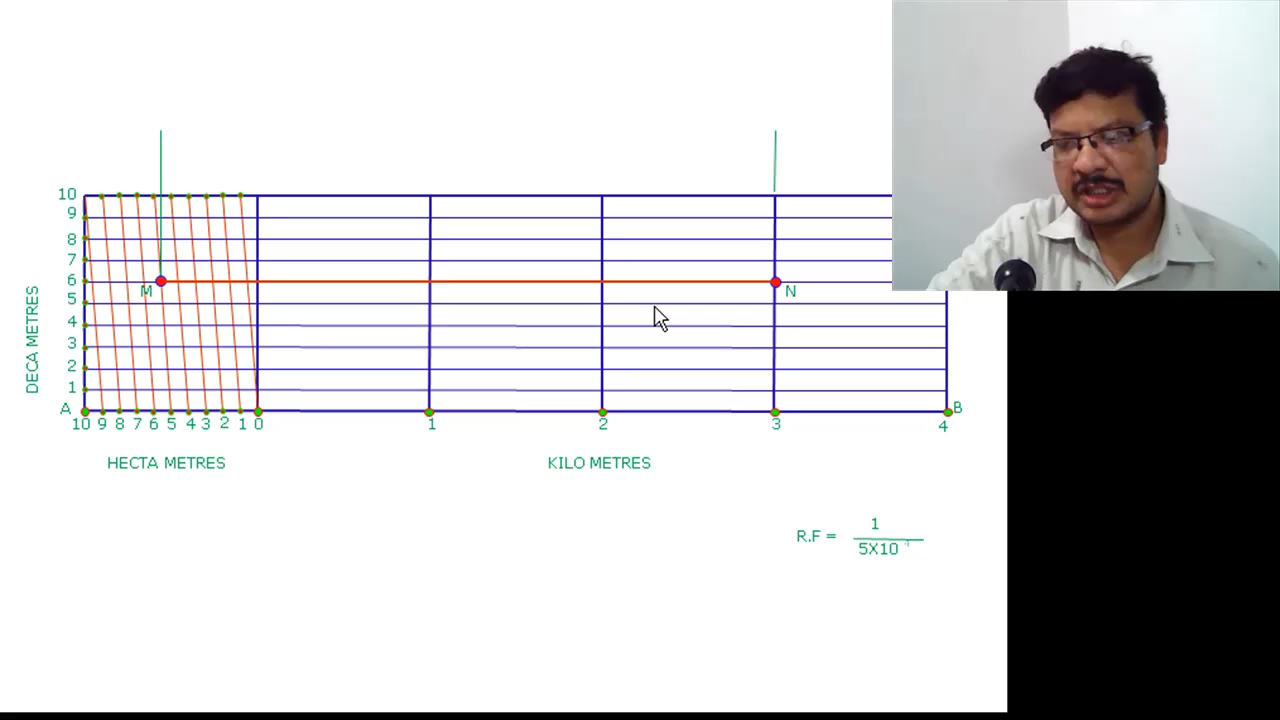 10
9
8
7
6
5
4
3
2
1
DECA METRES
M
N
A
B
10 9 8 7 6 5 4 3 2 1 0 1 2 3 4
HECTA METRES
KILO METRES
R.F = 1
5X10